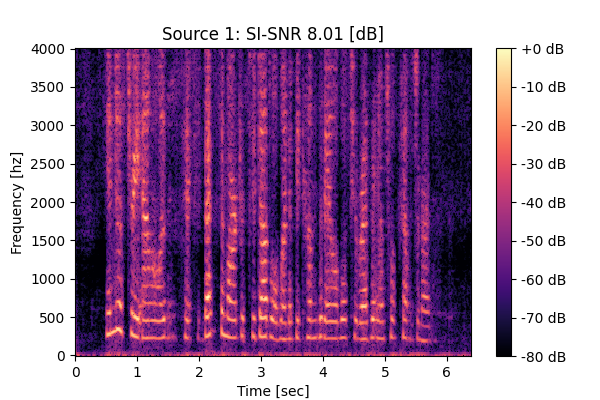 Source 1: SI-SNR 8.01 [dB]
4000
3500
3000
2500
2000
1500
1000
500
0
Frequency [hz]
0 1 2 3 4 5 6
Time [sec]
+0 dB
-10 dB
-20 dB
-30 dB
-40 dB
-50 dB
-60 dB
-70 dB
-80 dB